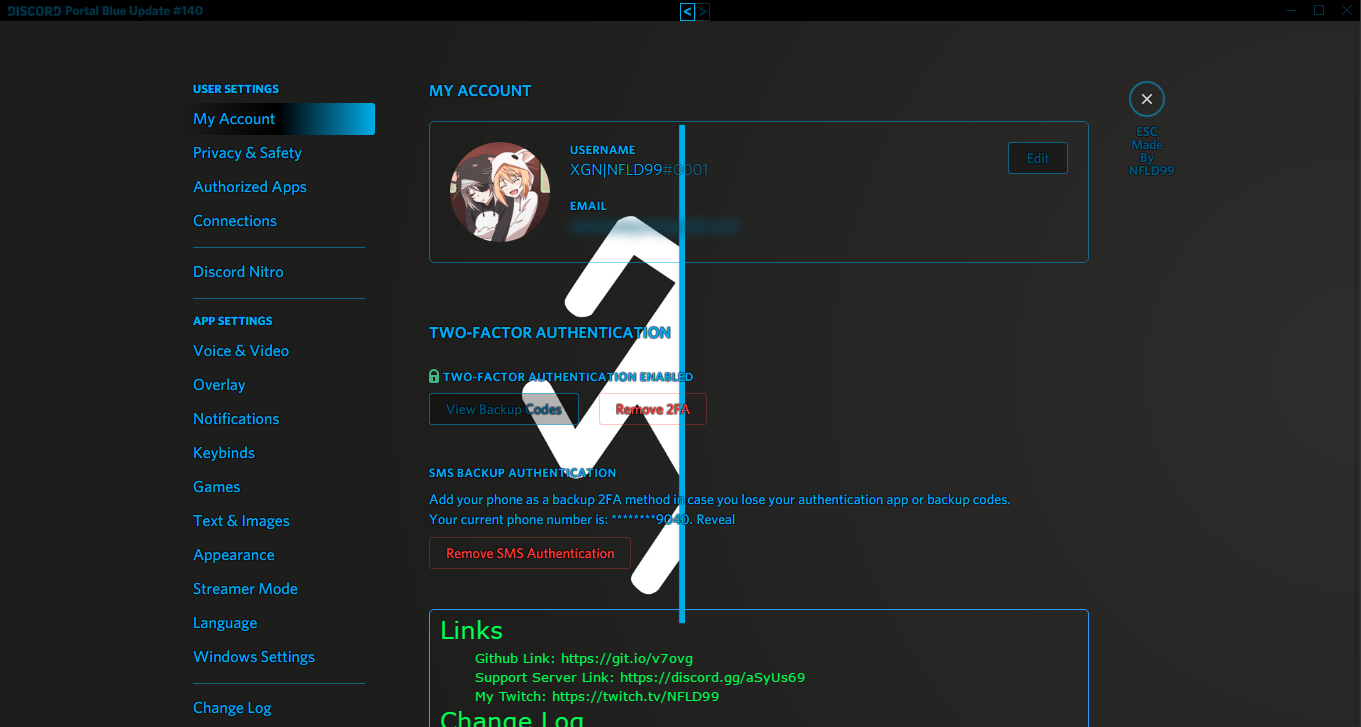 DISCORD Portal Blue Update #140
< >
USER SETTINGS
My Account
Privacy & Safety
Authorized Apps
Connections
Discord Nitro
APP SETTINGS
Voice & Video
Overlay
Notifications
Keybinds
Games
Text & Images
Appearance
Streamer Mode
Language
Windows Settings
Change Log
MY ACCOUNT
USERNAME
XGN|NFLD99#0001
Edit
EMAIL
TWO-FACTOR AUTHENTICATION
TWO-FACTOR AUTHENTICATION ENABLED
View Backup Codes
Remove 2FA
SMS BACKUP AUTHENTICATION
Add your phone as a backup 2FA method in case you lose your authentication app or backup codes.
Your current phone number is: ********9040. Reveal
Remove SMS Authentication
Links
Github Link: https://git.io/v7ovg
Support Server Link: https://discord.gg/aSyUs69
My Twitch: https://twitch.tv/NFLD99
Change Log
ESC
Made
By
NFLD99